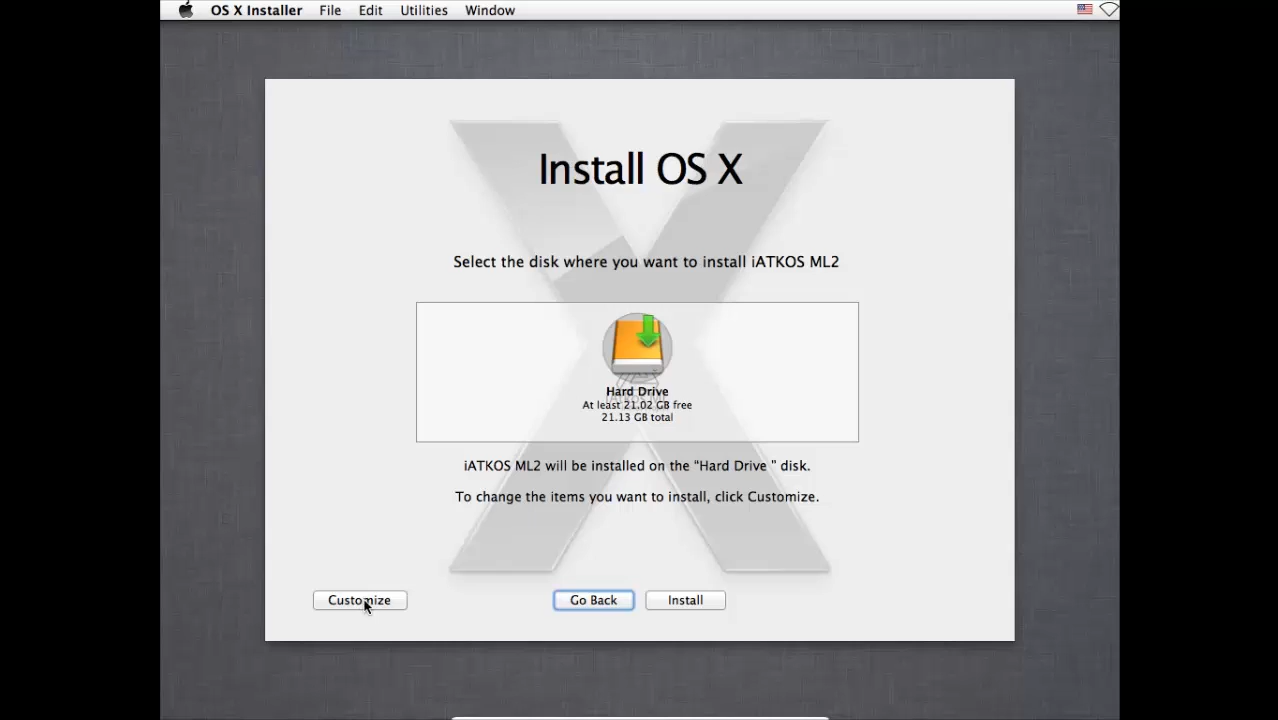 OS X Installer File Edit Utilities Window
Install OS X
Select the disk where you want to install iATKOS ML2
Hard Drive
At least 21.02 GB free
21.13 GB total
iATKOS ML2 will be installed on the "Hard Drive " disk.
To change the items you want to install, click Customize.
Customize Go Back Install